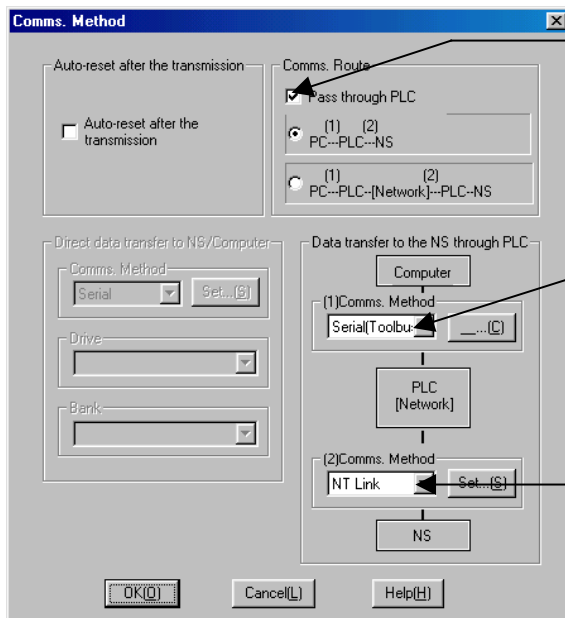 Comms. Method
Auto-reset after the transmission
Auto-reset after the
transmission
Comms. Route
Pass through PLC
(1) (2)
PC---PLC---NS
(1) (2)
PC---PLC--[Network]---PLC--NS
Direct data transfer to NS/Computer
Comms. Method
Serial
Set...(S)
Drive
Bank
Data transfer to the NS through PLC
Computer
(1)Comms. Method
Serial(Toolbu
__...(C)
PLC
[Network]
(2)Comms. Method
NT Link
Set...(S)
NS
OK(O)
Cancel(L)
Help(H)